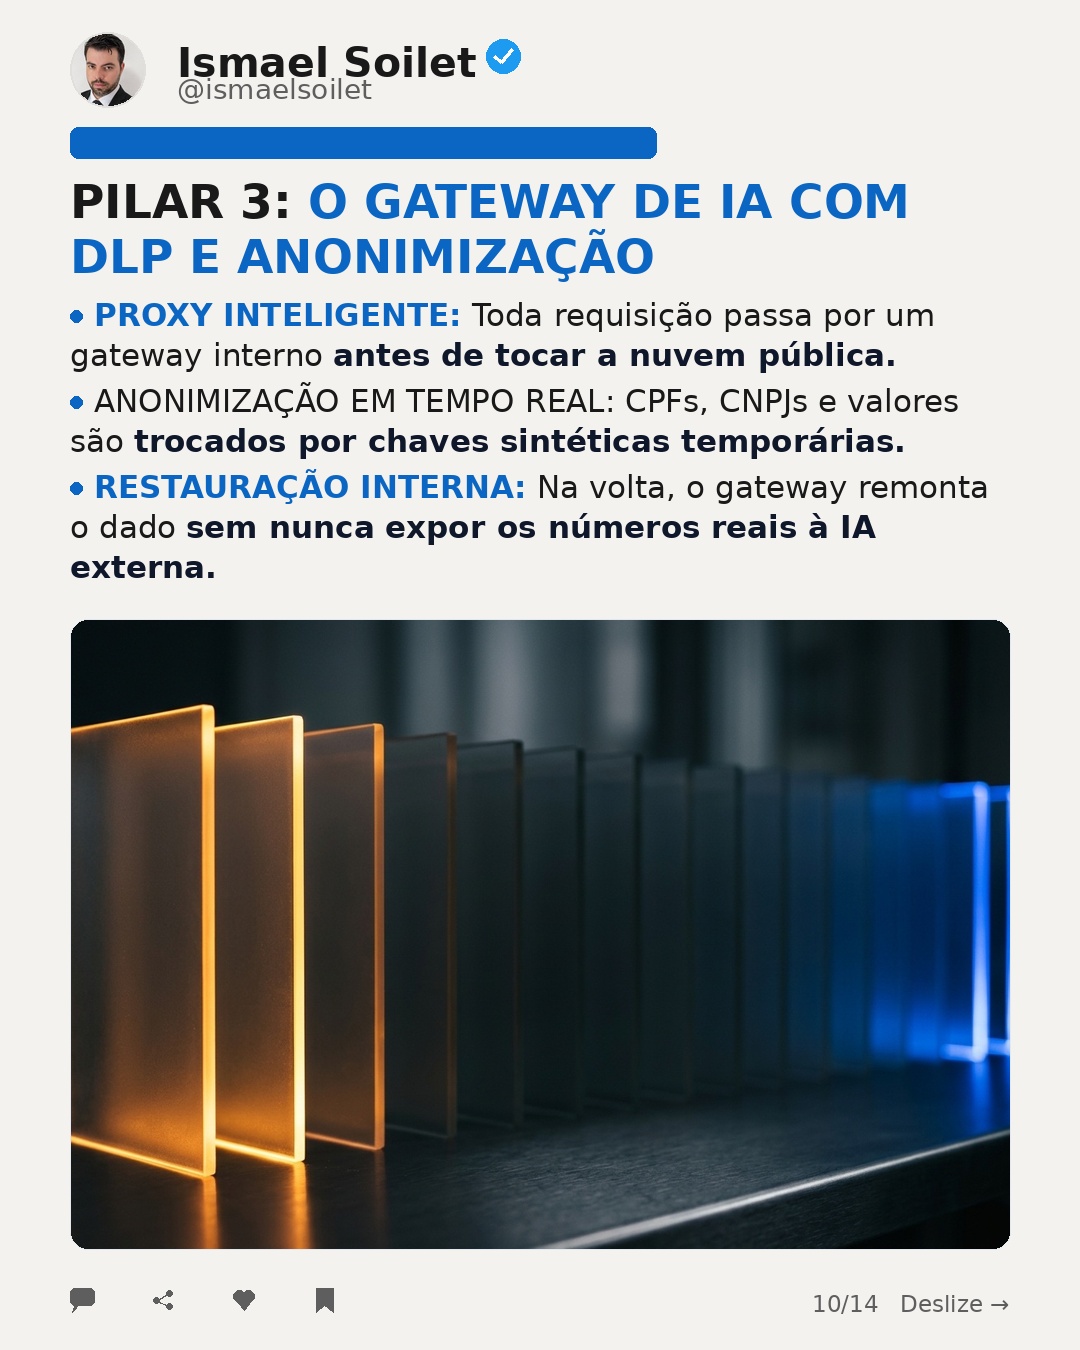 Ismael Soilet
@ismaelsoilet
PILAR 3: O GATEWAY DE IA COM
DLP E ANONIMIZAÇÃO
• PROXY INTELIGENTE: Toda requisição passa por um
gateway interno antes de tocar a nuvem pública.
• ANONIMIZAÇÃO EM TEMPO REAL: CPFs, CNPJs e valores
são trocados por chaves sintéticas temporárias.
• RESTAURAÇÃO INTERNA: Na volta, o gateway remonta
o dado sem nunca expor os números reais à IA
externa.
10/14 Deslize →